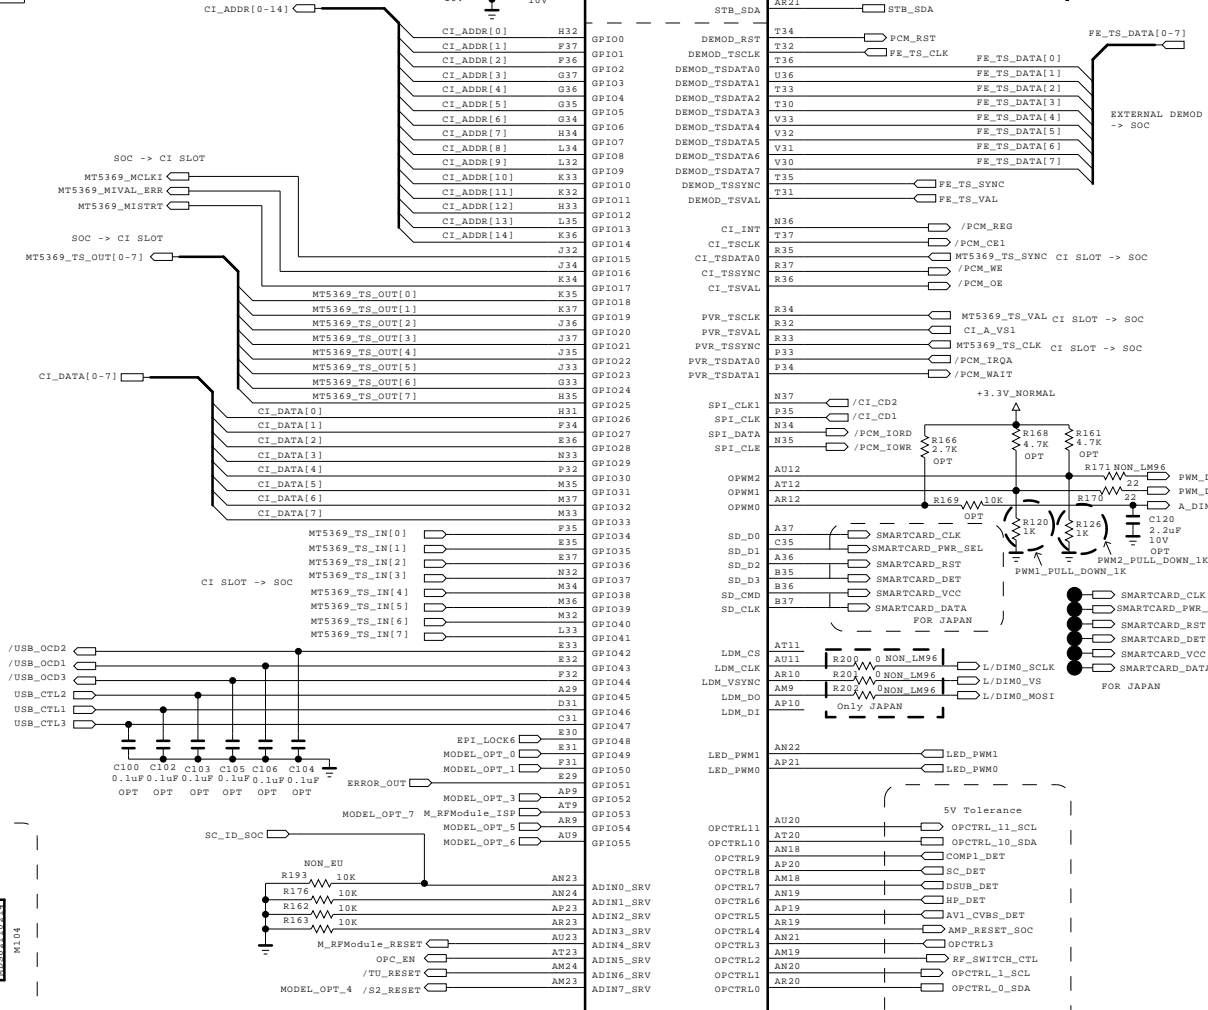 CI_ADDR[0-14]
10V
CI_ADDR[0] H32 GPIO0
CI_ADDR[1] F37 GPIO1
CI_ADDR[2] F36 GPIO2
CI_ADDR[3] G37 GPIO3
CI_ADDR[4] G36 GPIO4
CI_ADDR[5] G35 GPIO5
CI_ADDR[6] G34 GPIO6
CI_ADDR[7] H34 GPIO7
CI_ADDR[8] L34 GPIO8
CI_ADDR[9] L32 GPIO9
CI_ADDR[10] K33 GPIO10
CI_ADDR[11] K32 GPIO11
CI_ADDR[12] H33 GPIO12
CI_ADDR[13] L35 GPIO13
CI_ADDR[14] K36 GPIO14
SOC -> CI SLOT
MT5369_MCLKI
MT5369_MIVAL_ERR
MT5369_MISTRT
J32 GPIO15
J34 GPIO16
K34 GPIO17
SOC -> CI SLOT
MT5369_TS_OUT[0-7]
MT5369_TS_OUT[0] K35 GPIO18
MT5369_TS_OUT[1] K37 GPIO19
MT5369_TS_OUT[2] J36 GPIO20
MT5369_TS_OUT[3] J37 GPIO21
MT5369_TS_OUT[4] J35 GPIO22
MT5369_TS_OUT[5] J33 GPIO23
MT5369_TS_OUT[6] G33 GPIO24
MT5369_TS_OUT[7] H35 GPIO25
CI_DATA[0-7]
CI_DATA[0] H31 GPIO26
CI_DATA[1] F34 GPIO27
CI_DATA[2] E36 GPIO28
CI_DATA[3] N33 GPIO29
CI_DATA[4] P32 GPIO30
CI_DATA[5] M35 GPIO31
CI_DATA[6] M37 GPIO32
CI_DATA[7] M33 GPIO33
MT5369_TS_IN[0] F35 GPIO34
MT5369_TS_IN[1] E35 GPIO35
MT5369_TS_IN[2] E37 GPIO36
MT5369_TS_IN[3] N32 GPIO37
CI SLOT -> SOC
MT5369_TS_IN[4] M34 GPIO38
MT5369_TS_IN[5] M36 GPIO39
MT5369_TS_IN[6] M32 GPIO40
MT5369_TS_IN[7] L33 GPIO41
/USB_OCD2 E33 GPIO42
/USB_OCD1 E32 GPIO43
/USB_OCD3 F32 GPIO44
USB_CTL2 A29 GPIO45
USB_CTL1 D31 GPIO46
USB_CTL3 C31 GPIO47
C100 C102 C103 C105 C106 C104
0.1uF 0.1uF 0.1uF 0.1uF 0.1uF 0.1uF
OPT OPT OPT OPT OPT OPT
EPI_LOCK6 E30 GPIO48
MODEL_OPT_0 E31 GPIO49
MODEL_OPT_1 F31 GPIO50
ERROR_OUT E29 GPIO51
MODEL_OPT_3 AP9 GPIO52
MODEL_OPT_7 M_RFModule_ISP AT9 GPIO53
MODEL_OPT_5 AR9 GPIO54
MODEL_OPT_6 AU9 GPIO55
SC_ID_SOC
NON_EU
R193 10K AN23 ADIN0_SRV
R176 10K AN24 ADIN1_SRV
R162 10K AP23 ADIN2_SRV
R163 10K AR23 ADIN3_SRV
M_RFModule_RESET AU23 ADIN4_SRV
OPC_EN AT23 ADIN5_SRV
/TU_RESET AM24 ADIN6_SRV
MODEL_OPT_4 /S2_RESET AM23 ADIN7_SRV
M104
STB_SDA AR21 STB_SDA
DEMOD_RST T34 PCM_RST
DEMOD_TSCLK T32 FE_TS_CLK
FE_TS_DATA[0-7]
DEMOD_TSDATA0 T36 FE_TS_DATA[0]
DEMOD_TSDATA1 U36 FE_TS_DATA[1]
DEMOD_TSDATA2 T33 FE_TS_DATA[2]
DEMOD_TSDATA3 T30 FE_TS_DATA[3]
DEMOD_TSDATA4 V33 FE_TS_DATA[4]
DEMOD_TSDATA5 V32 FE_TS_DATA[5]
DEMOD_TSDATA6 V31 FE_TS_DATA[6]
DEMOD_TSDATA7 V30 FE_TS_DATA[7]
EXTERNAL DEMOD
-> SOC
DEMOD_TSSYNC T35 FE_TS_SYNC
DEMOD_TSVAL T31 FE_TS_VAL
CI_INT N36 /PCM_REG
CI_TSCLK T37 /PCM_CE1
CI_TSDATA0 R35 MT5369_TS_SYNC CI SLOT -> SOC
CI_TSSYNC R37 /PCM_WE
CI_TSVAL R36 /PCM_OE
PVR_TSCLK R34 MT5369_TS_VAL CI SLOT -> SOC
PVR_TSVAL R32 CI_A_VS1
PVR_TSSYNC R33 MT5369_TS_CLK CI SLOT -> SOC
PVR_TSDATA0 P33 /PCM_IRQA
PVR_TSDATA1 P34 /PCM_WAIT
SPI_CLK1 N37 /CI_CD2
SPI_CLK P35 /CI_CD1
SPI_DATA N34 /PCM_IORD
SPI_CLE N35 /PCM_IOWR
+3.3V_NORMAL
R166 2.7K OPT
R168 4.7K OPT
R161 4.7K OPT
OPWM2 AU12 R171 NON_LM96 22
OPWM1 AT12 R170 22
OPWM0 AR12 R169 10K OPT
R120 1K
R126 1K
C120
2.2uF
10V
OPT
PWM2_PULL_DOWN_1K
PWM1_PULL_DOWN_1K
SD_D0 A37 SMARTCARD_CLK
SD_D1 C35 SMARTCARD_PWR_SEL
SD_D2 A36 SMARTCARD_RST
SD_D3 B35 SMARTCARD_DET
SD_CMD B36 SMARTCARD_VCC
SD_CLK B37 SMARTCARD_DATA
FOR JAPAN
SMARTCARD_CLK
SMARTCARD_PWR_
SMARTCARD_RST
SMARTCARD_DET
SMARTCARD_VCC
SMARTCARD_DATA
FOR JAPAN
LDM_CS AT11
LDM_CLK AU11 R200 0 NON_LM96 L/DIM0_SCLK
LDM_VSYNC AR10 R201 0 NON_LM96 L/DIM0_VS
LDM_DO AM9 R202 0 NON_LM96 L/DIM0_MOSI
LDM_DI AP10
Only JAPAN
LED_PWM1 AN22 LED_PWM1
LED_PWM0 AP21 LED_PWM0
5V Tolerance
OPCTRL11 AU20 OPCTRL_11_SCL
OPCTRL10 AT20 OPCTRL_10_SDA
OPCTRL9 AN18 COMP1_DET
OPCTRL8 AP20 SC_DET
OPCTRL7 AM18 DSUB_DET
OPCTRL6 AN19 HP_DET
OPCTRL5 AP19 AV1_CVBS_DET
OPCTRL4 AR19 AMP_RESET_SOC
OPCTRL3 AN21 OPCTRL3
OPCTRL2 AM19 RF_SWITCH_CTL
OPCTRL1 AN20 OPCTRL_1_SCL
OPCTRL0 AR20 OPCTRL_0_SDA